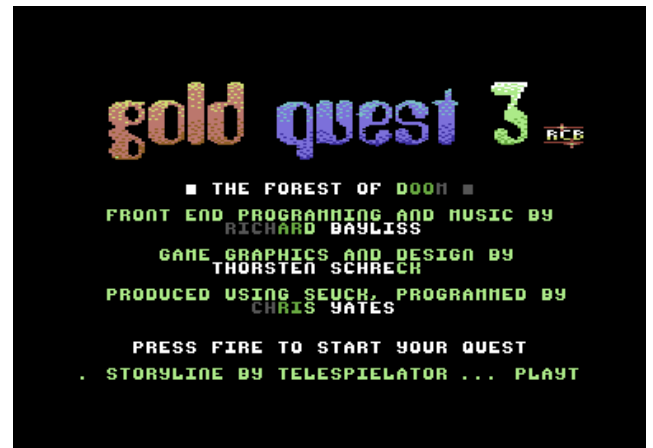 gold quest 3
RCB
■ THE FOREST OF DOOM ■
FRONT END PROGRAMMING AND MUSIC BY
RICHARD BAYLISS
GAME GRAPHICS AND DESIGN BY
THORSTEN SCHRECK
PRODUCED USING SEUCK, PROGRAMMED BY
CHRIS YATES
PRESS FIRE TO START YOUR QUEST
. STORYLINE BY TELESPIELATOR ... PLAYT